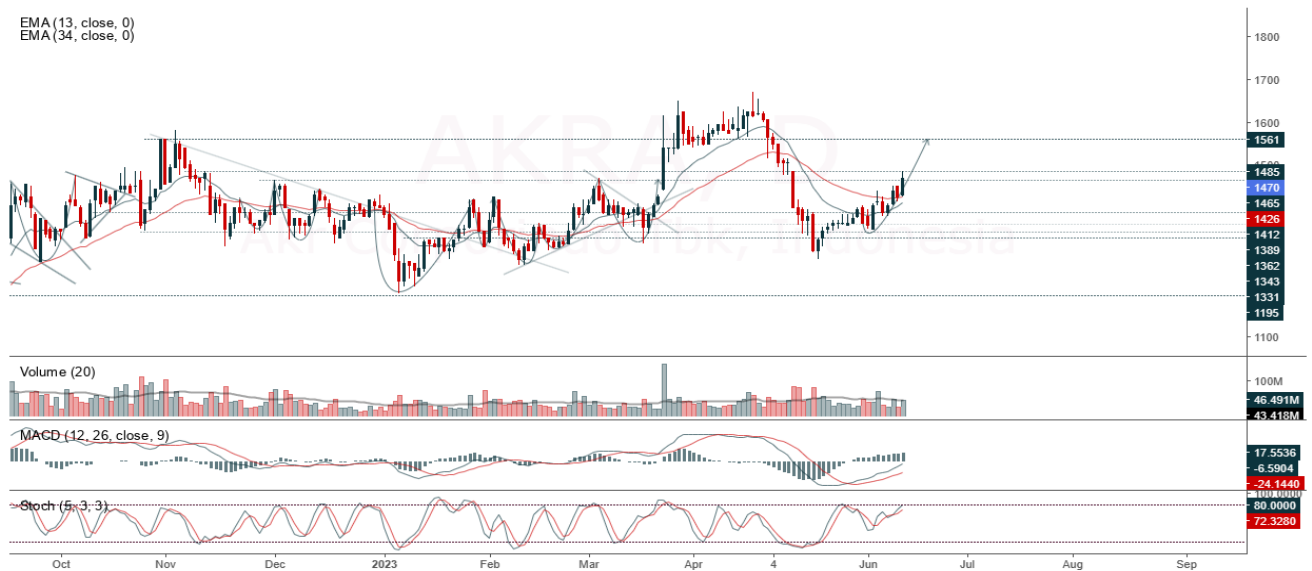 EMA (13, close, 0)
EMA (34, close, 0)
1800
1700
1600
1561
1500
1485
1470
1465
1426
1412
1389
1362
1343
1331
1195
1100
Volume (20)
100M
46.491M
43.418M
MACD (12, 26, close, 9)
17.5536
-6.5904
-24.1440
Stoch (5, 3, 3)
100.0000
80.0000
72.3280
Oct Nov Dec 2023 Feb Mar Apr 4 Jun Jul Aug Sep